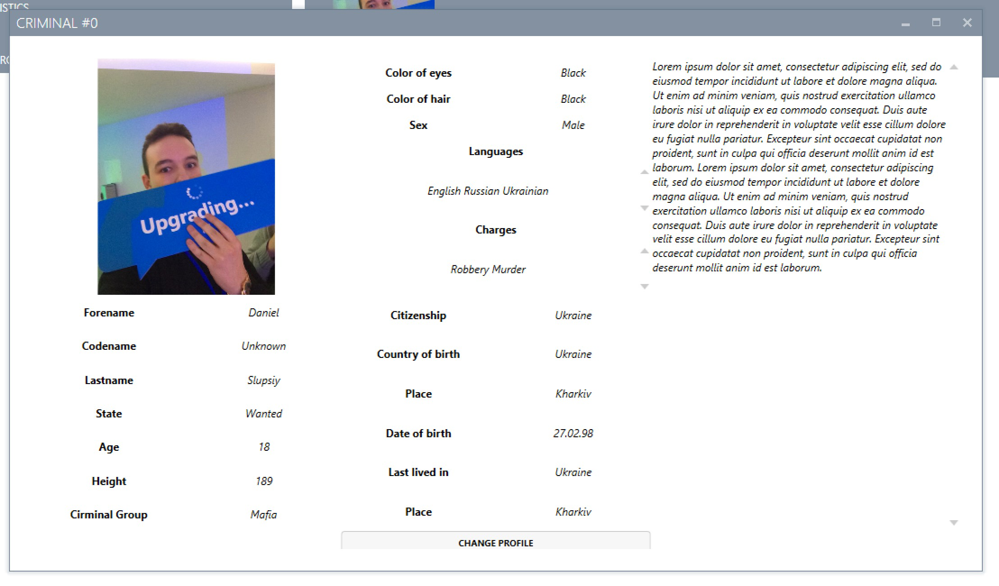 ISTICS
CRIMINAL #0
RO
Upgrading...
Forename Daniel
Codename Unknown
Lastname Slupsiy
State Wanted
Age 18
Height 189
Cirminal Group Mafia
Color of eyes Black
Color of hair Black
Sex Male
Languages
English Russian Ukrainian
Charges
Robbery Murder
Citizenship Ukraine
Country of birth Ukraine
Place Kharkiv
Date of birth 27.02.98
Last lived in Ukraine
Place Kharkiv
CHANGE PROFILE
Lorem ipsum dolor sit amet, consectetur adipiscing elit, sed do
eiusmod tempor incididunt ut labore et dolore magna aliqua.
Ut enim ad minim veniam, quis nostrud exercitation ullamco
laboris nisi ut aliquip ex ea commodo consequat. Duis aute
irure dolor in reprehenderit in voluptate velit esse cillum dolore
eu fugiat nulla pariatur. Excepteur sint occaecat cupidatat non
proident, sunt in culpa qui officia deserunt mollit anim id est
laborum. Lorem ipsum dolor sit amet, consectetur adipiscing
elit, sed do eiusmod tempor incididunt ut labore et dolore
magna aliqua. Ut enim ad minim veniam, quis nostrud
exercitation ullamco laboris nisi ut aliquip ex ea commodo
consequat. Duis aute irure dolor in reprehenderit in voluptate
velit esse cillum dolore eu fugiat nulla pariatur. Excepteur sint
occaecat cupidatat non proident, sunt in culpa qui officia
deserunt mollit anim id est laborum.